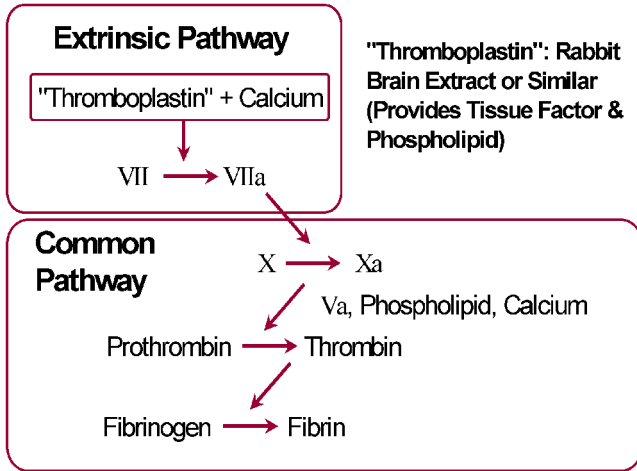 Extrinsic Pathway
"Thromboplastin" + Calcium
VII VIIa
"Thromboplastin": Rabbit
Brain Extract or Similar
(Provides Tissue Factor &
Phospholipid)
Common
Pathway
X Xa
Va, Phospholipid, Calcium
Prothrombin Thrombin
Fibrinogen Fibrin